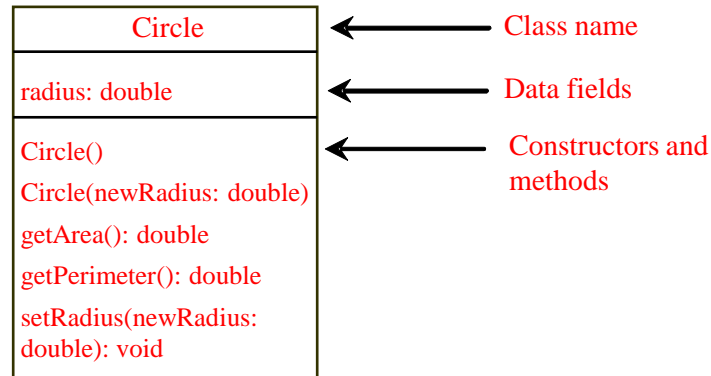 Circle
Class name
radius: double
Data fields
Circle()
Circle(newRadius: double)
getArea(): double
getPerimeter(): double
setRadius(newRadius:
double): void
Constructors and
methods